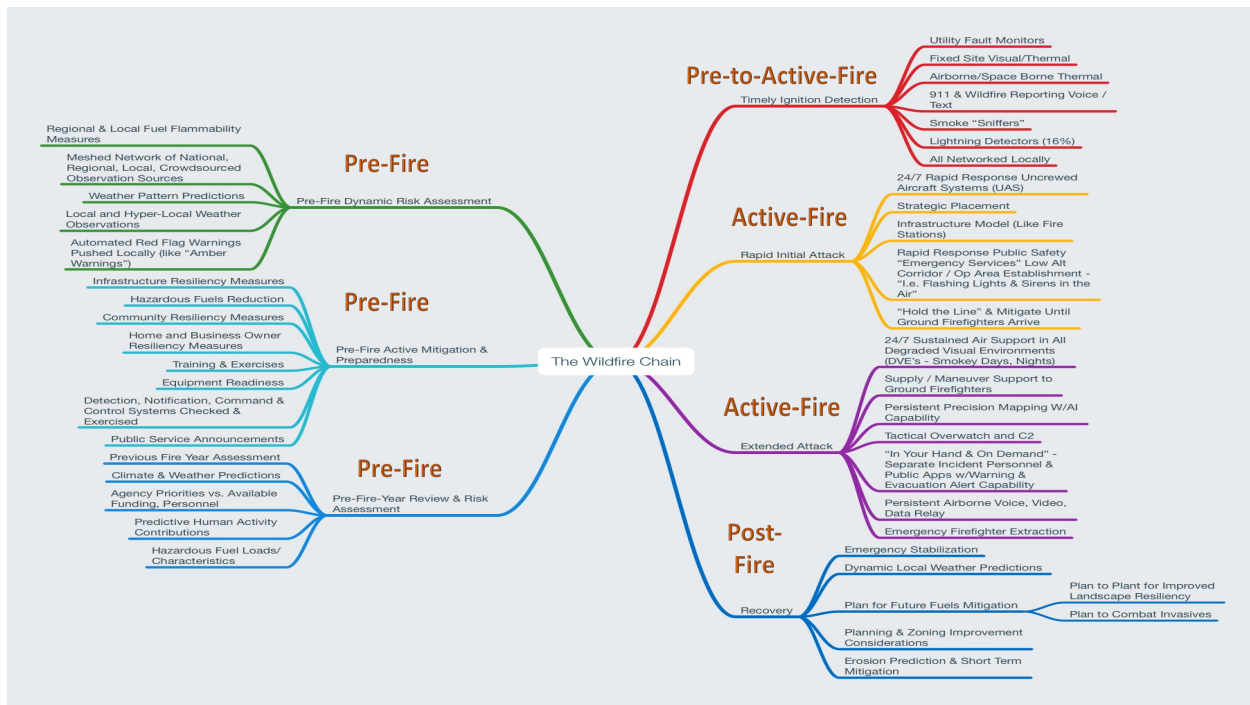 The Wildfire Chain
Pre-to-Active-Fire
Timely Ignition Detection
Utility Fault Monitors
Fixed Site Visual/Thermal
Airborne/Space Borne Thermal
911 & Wildfire Reporting Voice /
Text
Smoke “Sniffers”
Lightning Detectors (16%)
All Networked Locally
Active-Fire
Rapid Initial Attack
24/7 Rapid Response Uncrewed
Aircraft Systems (UAS)
Strategic Placement
Infrastructure Model (Like Fire
Stations)
Rapid Response Public Safety
“Emergency Services” Low Alt
Corridor / Op Area Establishment -
“I.e. Flashing Lights & Sirens in the
Air”
“Hold the Line” & Mitigate Until
Ground Firefighters Arrive
Active-Fire
Extended Attack
24/7 Sustained Air Support in All
Degraded Visual Environments
(DVE's - Smokey Days, Nights)
Supply / Maneuver Support to
Ground Firefighters
Persistent Precision Mapping W/AI
Capability
Tactical Overwatch and C2
“In Your Hand & On Demand” -
Separate Incident Personnel &
Public Apps w/Warning &
Evacuation Alert Capability
Persistent Airborne Voice, Video,
Data Relay
Emergency Firefighter Extraction
Post-
Fire
Recovery
Emergency Stabilization
Dynamic Local Weather Predictions
Plan for Future Fuels Mitigation
Plan to Plant for Improved
Landscape Resiliency
Plan to Combat Invasives
Planning & Zoning Improvement
Considerations
Erosion Prediction & Short Term
Mitigation
Pre-Fire
Pre-Fire Dynamic Risk Assessment
Regional & Local Fuel Flammability
Measures
Meshed Network of National,
Regional, Local, Crowdsourced
Observation Sources
Weather Pattern Predictions
Local and Hyper-Local Weather
Observations
Automated Red Flag Warnings
Pushed Locally (like “Amber
Warnings”)
Pre-Fire
Pre-Fire Active Mitigation &
Preparedness
Infrastructure Resiliency Measures
Hazardous Fuels Reduction
Community Resiliency Measures
Home and Business Owner
Resiliency Measures
Training & Exercises
Equipment Readiness
Detection, Notification, Command &
Control Systems Checked &
Exercised
Public Service Announcements
Pre-Fire
Pre-Fire-Year Review & Risk
Assessment
Previous Fire Year Assessment
Climate & Weather Predictions
Agency Priorities vs. Available
Funding, Personnel
Predictive Human Activity
Contributions
Hazardous Fuel Loads/
Characteristics